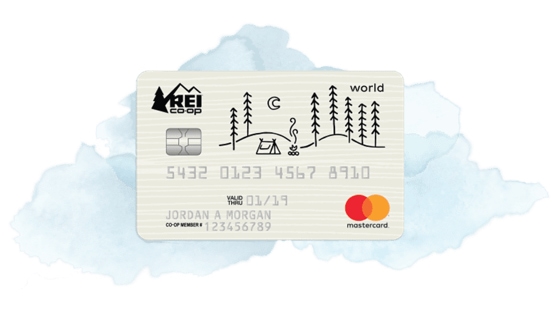 REI
CO·OP
world
5432 0123 4567 8910
VALID
THRU 01/19
JORDAN A MORGAN
CO-OP MEMBER # 123456789
mastercard.